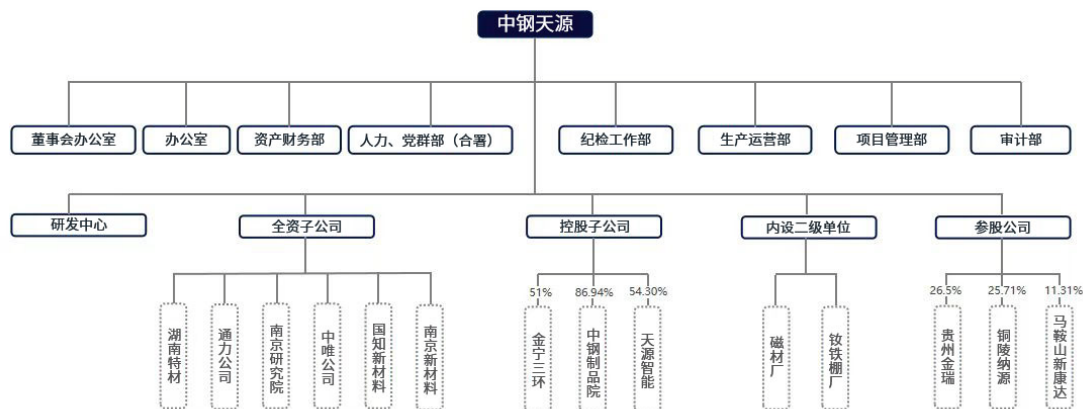 中钢天源
董事会办公室
办公室
资产财务部
人力、党群部（合署）
纪检工作部
生产运营部
项目管理部
审计部
研发中心
全资子公司
控股子公司
内设二级单位
参股公司
湖南特材
通力公司
南京研究院
中唯公司
国知新材料
南京新材料
51%
86.94%
54.30%
金宁三环
中钢制品院
天源智能
磁材厂
钕铁棚厂
26.5%
25.71%
11.31%
贵州金瑞
铜陵纳源
马鞍山新康达